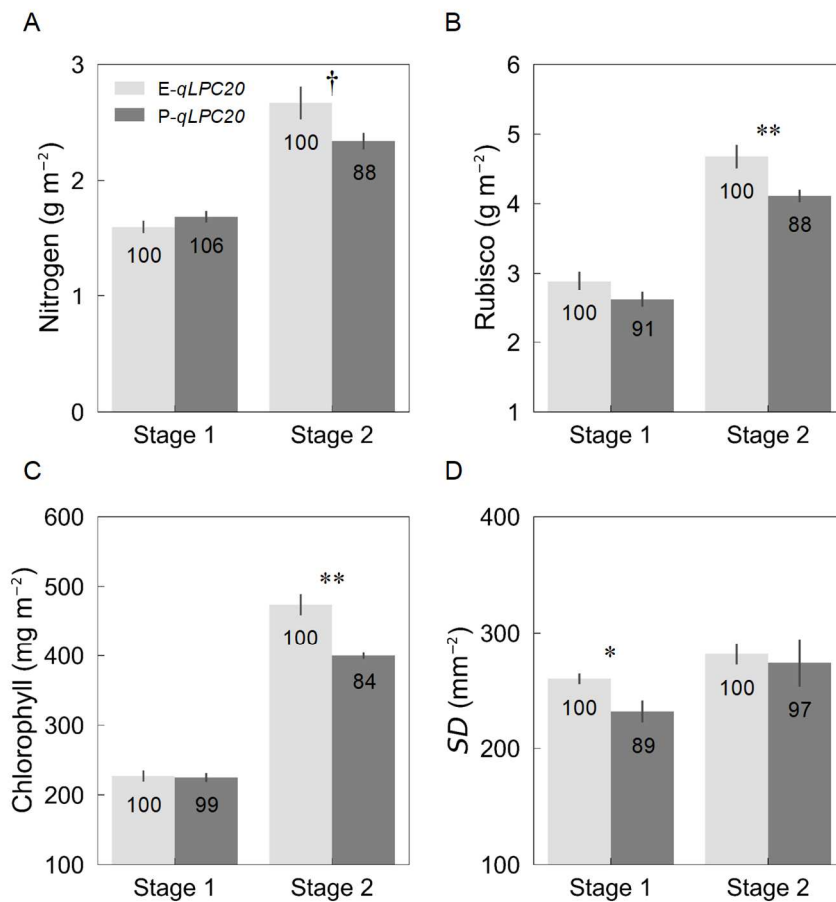 A
Nitrogen (g m⁻²)
3
2
1
0
E-qLPC20
P-qLPC20
†
100
106
100
88
Stage 1
Stage 2
B
Rubisco (g m⁻²)
6
5
4
3
2
1
**
100
91
100
88
Stage 1
Stage 2
C
Chlorophyll (mg m⁻²)
600
500
400
300
200
100
**
100
99
100
84
Stage 1
Stage 2
D
SD (mm⁻²)
400
300
200
100
*
100
89
100
97
Stage 1
Stage 2